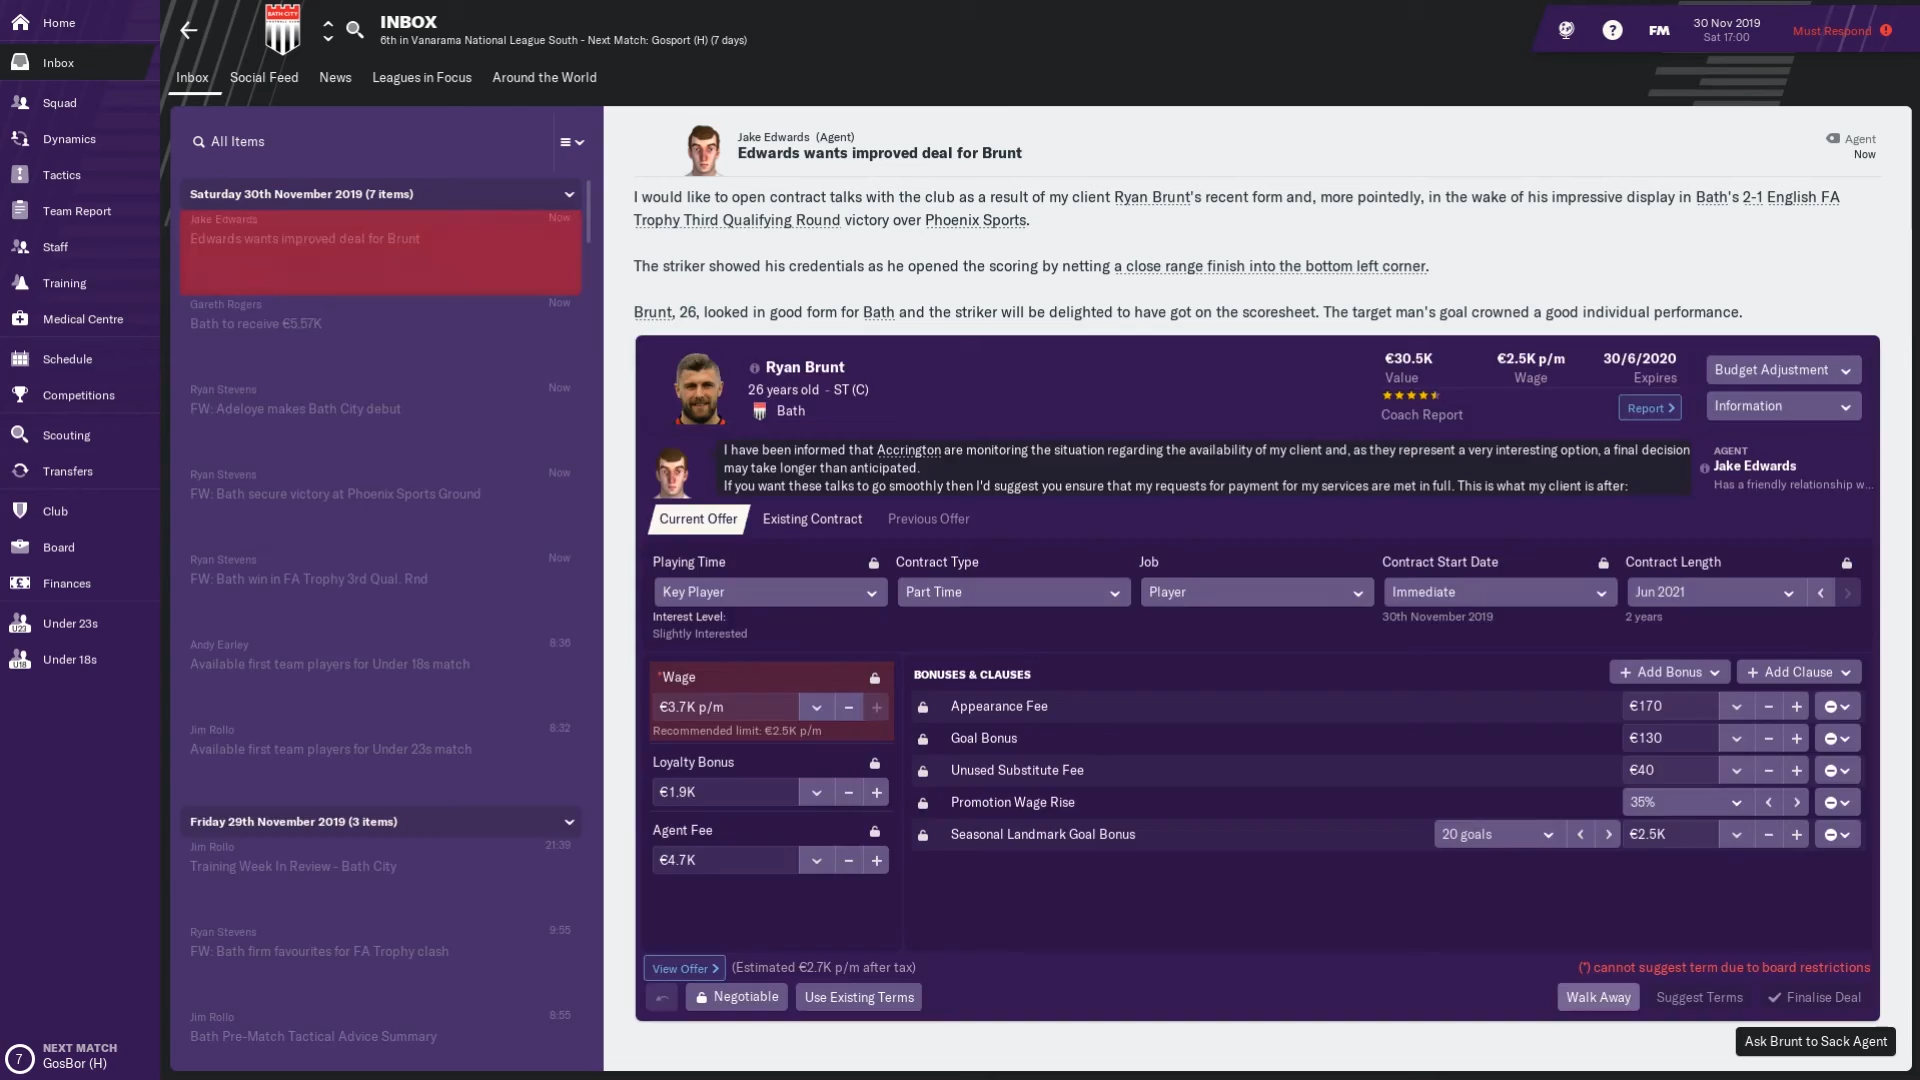 Home
Inbox
Squad
Dynamics
Tactics
Team Report
Staff
Training
Medical Centre
Schedule
Competitions
Scouting
Transfers
Club
Board
Finances
Under 23s
Under 18s
7
NEXT MATCH
GosBor (H)
BATH CITY
INBOX
6th in Vanarama National League South - Next Match: Gosport (H) (7 days)
?
FM
30 Nov 2019
Sat 17:00
Must Respond
Inbox Social Feed News Leagues in Focus Around the World
All Items
Saturday 30th November 2019 (7 items)
Jake Edwards Now
Edwards wants improved deal for Brunt
Gareth Rogers Now
Bath to receive €5.57K
Ryan Stevens Now
FW: Adeloye makes Bath City debut
Ryan Stevens Now
FW: Bath secure victory at Phoenix Sports Ground
Ryan Stevens Now
FW: Bath win in FA Trophy 3rd Qual. Rnd
Andy Earley 8:36
Available first team players for Under 18s match
Jim Rollo 8:32
Available first team players for Under 23s match
Friday 29th November 2019 (3 items)
Jim Rollo 21:39
Training Week In Review - Bath City
Ryan Stevens 9:55
FW: Bath firm favourites for FA Trophy clash
Jim Rollo 8:55
Bath Pre-Match Tactical Advice Summary
Jake Edwards (Agent)
Edwards wants improved deal for Brunt
Agent
Now
I would like to open contract talks with the club as a result of my client Ryan Brunt's recent form and, more pointedly, in the wake of his impressive display in Bath's 2-1 English FA
Trophy Third Qualifying Round victory over Phoenix Sports.
The striker showed his credentials as he opened the scoring by netting a close range finish into the bottom left corner.
Brunt, 26, looked in good form for Bath and the striker will be delighted to have got on the scoresheet. The target man's goal crowned a good individual performance.
Ryan Brunt
26 years old - ST (C)
Bath
€30.5K €2.5K p/m 30/6/2020
Value Wage Expires
Coach Report
Report
Budget Adjustment
Information
I have been informed that Accrington are monitoring the situation regarding the availability of my client and, as they represent a very interesting option, a final decision
may take longer than anticipated.
If you want these talks to go smoothly then I'd suggest you ensure that my requests for payment for my services are met in full. This is what my client is after:
AGENT
Jake Edwards
Has a friendly relationship w...
Current Offer Existing Contract Previous Offer
Playing Time Contract Type Job Contract Start Date Contract Length
Key Player Part Time Player Immediate Jun 2021
Interest Level: 30th November 2019 2 years
Slightly Interested
*Wage
€3.7K p/m
Recommended limit: €2.5K p/m
Loyalty Bonus
€1.9K
Agent Fee
€4.7K
BONUSES & CLAUSES
+ Add Bonus + Add Clause
Appearance Fee €170
Goal Bonus €130
Unused Substitute Fee €40
Promotion Wage Rise 35%
Seasonal Landmark Goal Bonus 20 goals €2.5K
View Offer (Estimated €2.7K p/m after tax)
(*) cannot suggest term due to board restrictions
Negotiable Use Existing Terms
Walk Away Suggest Terms Finalise Deal
Ask Brunt to Sack Agent